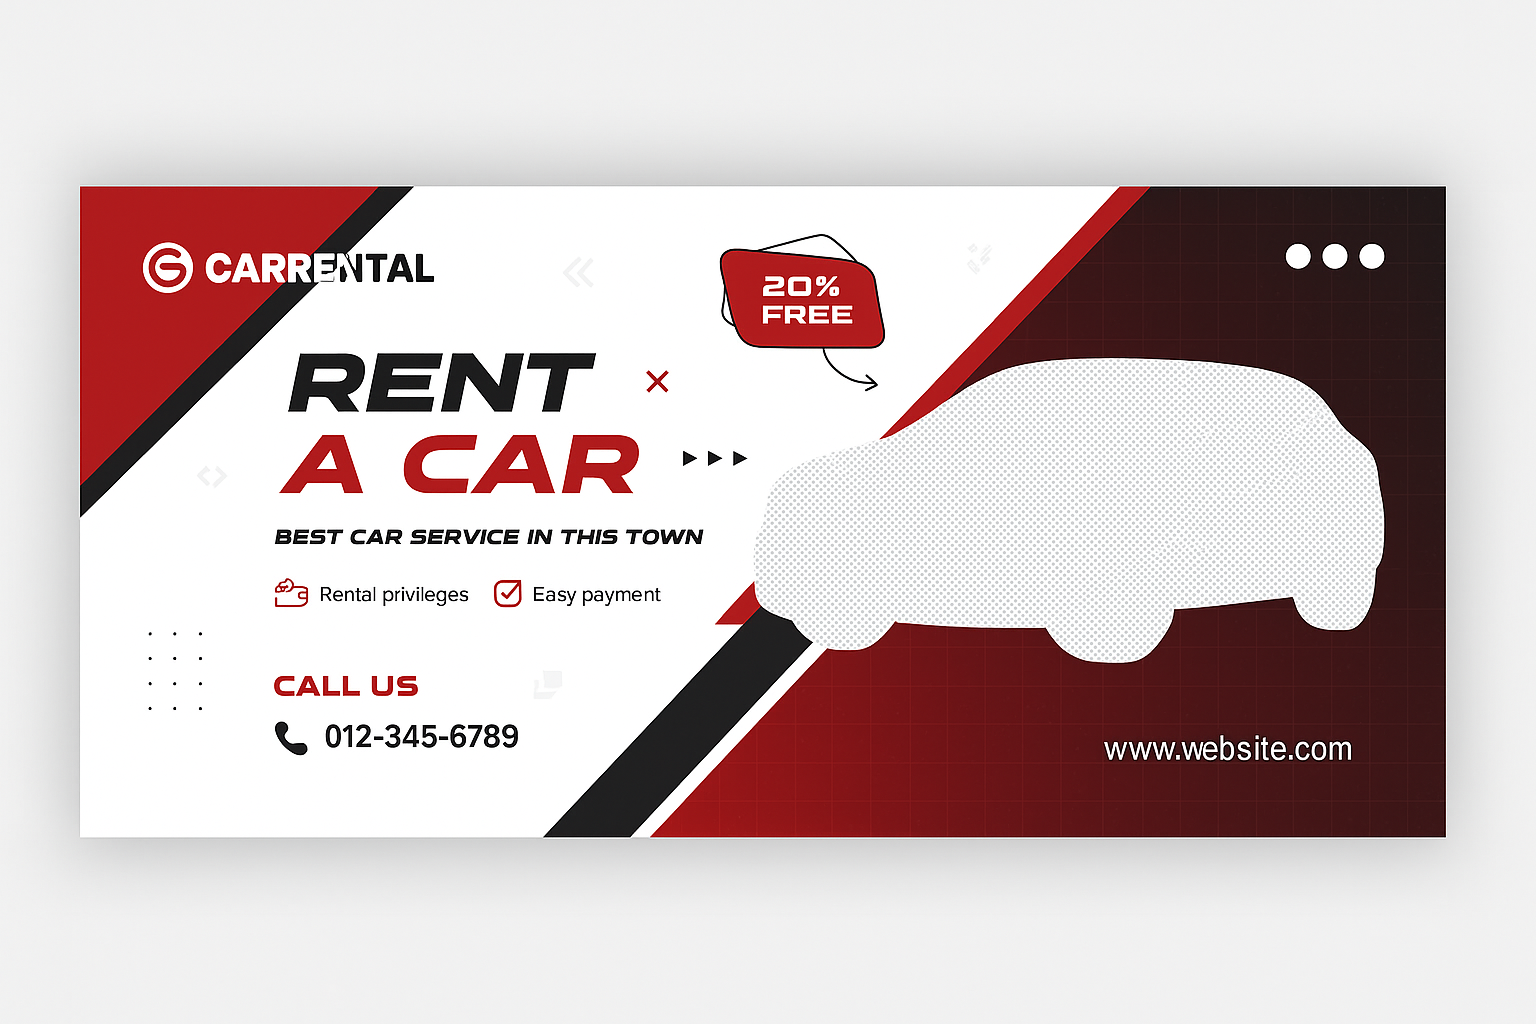 CARRENTAL
20%
FREE
RENT
A CAR
BEST CAR SERVICE IN THIS TOWN
Rental privileges
Easy payment
CALL US
012-345-6789
www.website.com